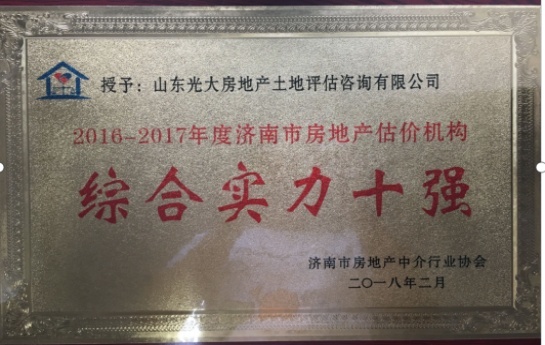 授予：山东光大房地产土地评估咨询有限公司
2016-2017年度济南市房地产估价机构
综合实力十强
济南市房地产中介行业协会
二〇一八年二月